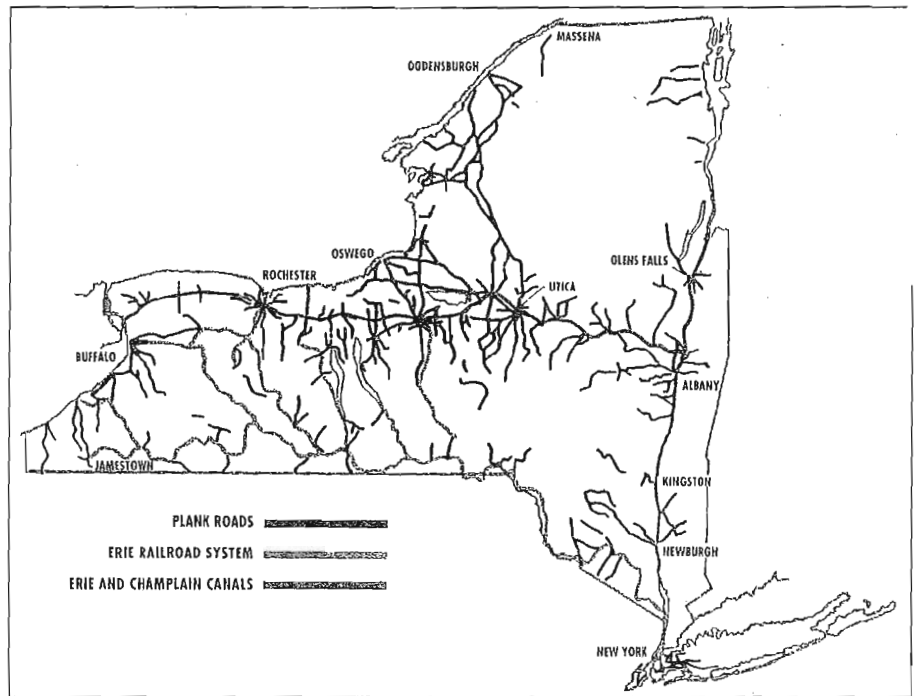 MASSENA
OGDENSBURGH
OSWEGO
ROCHESTER
GLENS FALLS
UTICA
BUFFALO
ALBANY
JAMESTOWN
KINGSTON
PLANK ROADS
ERIE RAILROAD SYSTEM
NEWBURGH
ERIE AND CHAMPLAIN CANALS
NEW YORK